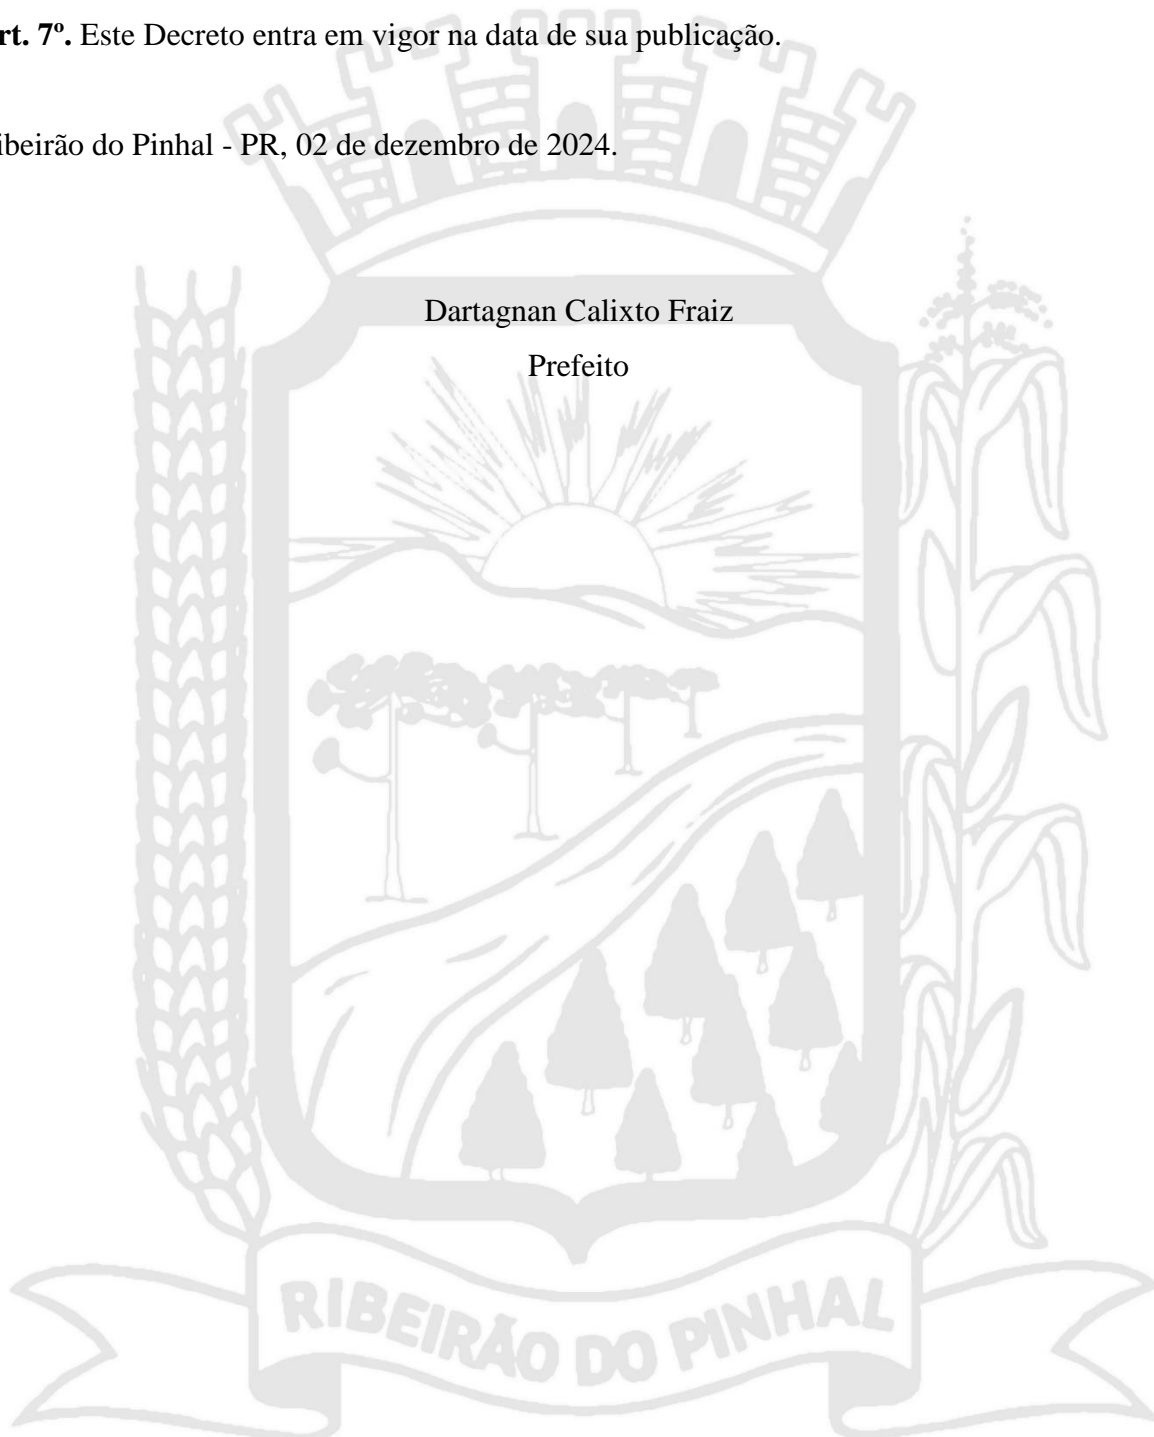 rt. 7º. Este Decreto entra em vigor na data de sua publicação.
ibeirão do Pinhal - PR, 02 de dezembro de 2024.
Dartagnan Calixto Fraiz
Prefeito
RIBEIRÃO DO PINHAL